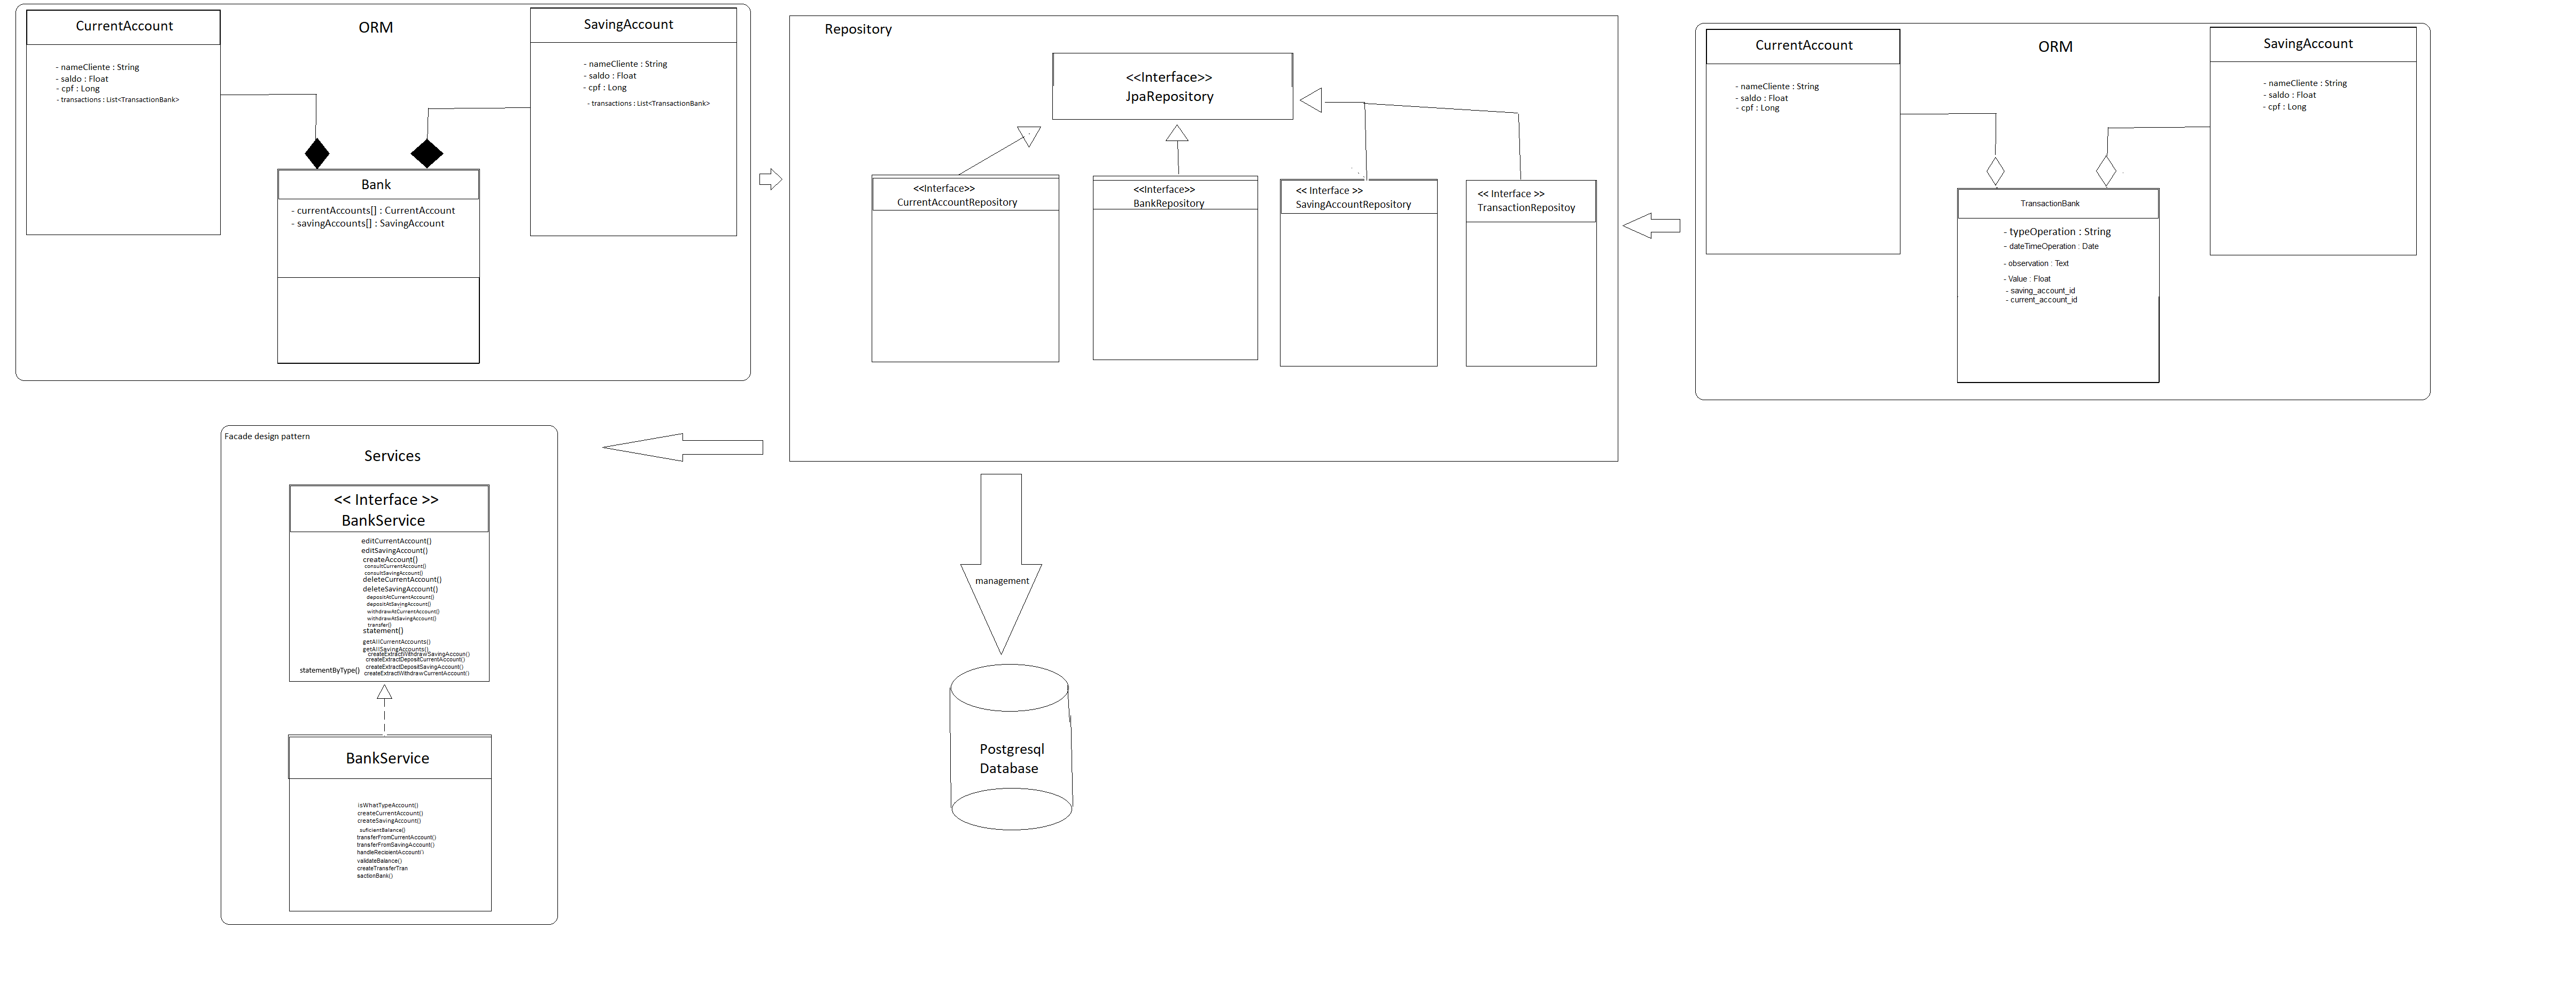 CurrentAccount
- nameCliente : String
- saldo : Float
- cpf : Long
- transactions : List<TransactionBank>
ORM
SavingAccount
- nameCliente : String
- saldo : Float
- cpf : Long
- transactions : List<TransactionBank>
Bank
- currentAccounts[] : CurrentAccount
- savingAccounts[] : SavingAccount
Repository
<<Interface>>
JpaRepository
<<Interface>>
CurrentAccountRepository
<<Interface>>
BankRepository
<< Interface >>
SavingAccountRepository
<< Interface >>
TransactionRepositoy
CurrentAccount
- nameCliente : String
- saldo : Float
- cpf : Long
ORM
SavingAccount
- nameCliente : String
- saldo : Float
- cpf : Long
TransactionBank
- typeOperation : String
- dateTimeOperation : Date
- observation : Text
- Value : Float
- saving_account_id
- current_account_id
Facade design pattern
Services
<< Interface >>
BankService
editCurrentAccount()
editSavingAccount()
createAccount()
consultCurrentAccount()
consultSavingAccount()
deleteCurrentAccount()
deleteSavingAccount()
depositAtCurrentAccount()
depositAtSavingAccount()
withdrawAtCurrentAccount()
withdrawAtSavingAccount()
transfer()
statement()
getAllCurrentAccounts()
getAllSavingAccounts()
createExtractWithdrawSavingAccoun()
createExtractDepositCurrentAccount()
createExtractDepositSavingAccount()
statementByType()
createExtractWithdrawCurrentAccount()
BankService
isWhatTypeAccount()
createCurrentAccount()
createSavingAccount()
suficientBalance()
transferFromCurrentAccount()
transferFromSavingAccount()
handleRecipientAccount()
validateBalance()
createTransferTran
sactionBank()
management
Postgresql
Database